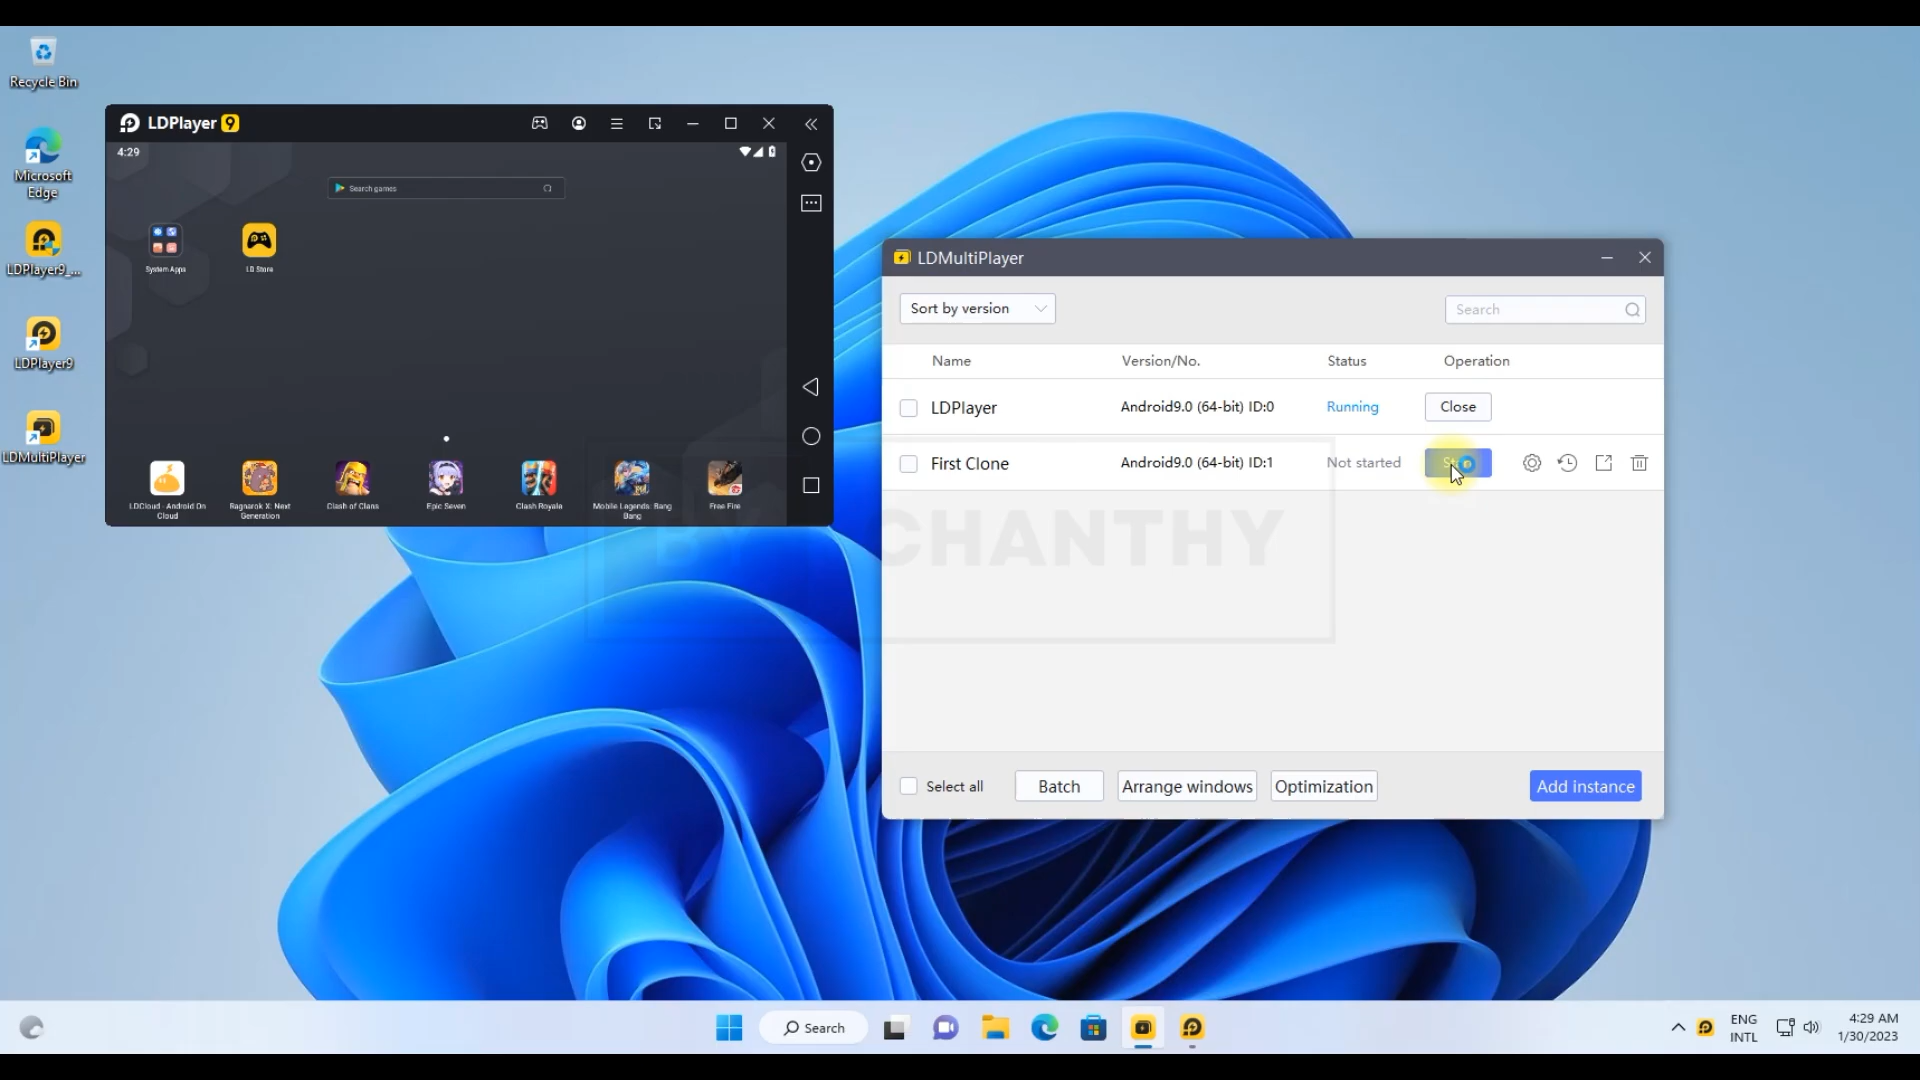 Recycle Bin
Microsoft
Edge
LDPlayer9_...
LDPlayer9
LDMultiPlayer
LDPlayer 9
4:29
Search games
System Apps
LD Store
LDCloud - Android On
Cloud
Ragnarok X: Next
Generation
Clash of Clans
Epic Seven
Clash Royale
Mobile Legends: Bang
Bang
Free Fire
LDMultiPlayer
Sort by version
Search
Name Version/No. Status Operation
LDPlayer Android9.0 (64-bit) ID:0 Running Close
First Clone Android9.0 (64-bit) ID:1 Not started
BY CHANTHY
Select all Batch Arrange windows Optimization Add instance
Search
ENG
INTL
4:29 AM
1/30/2023